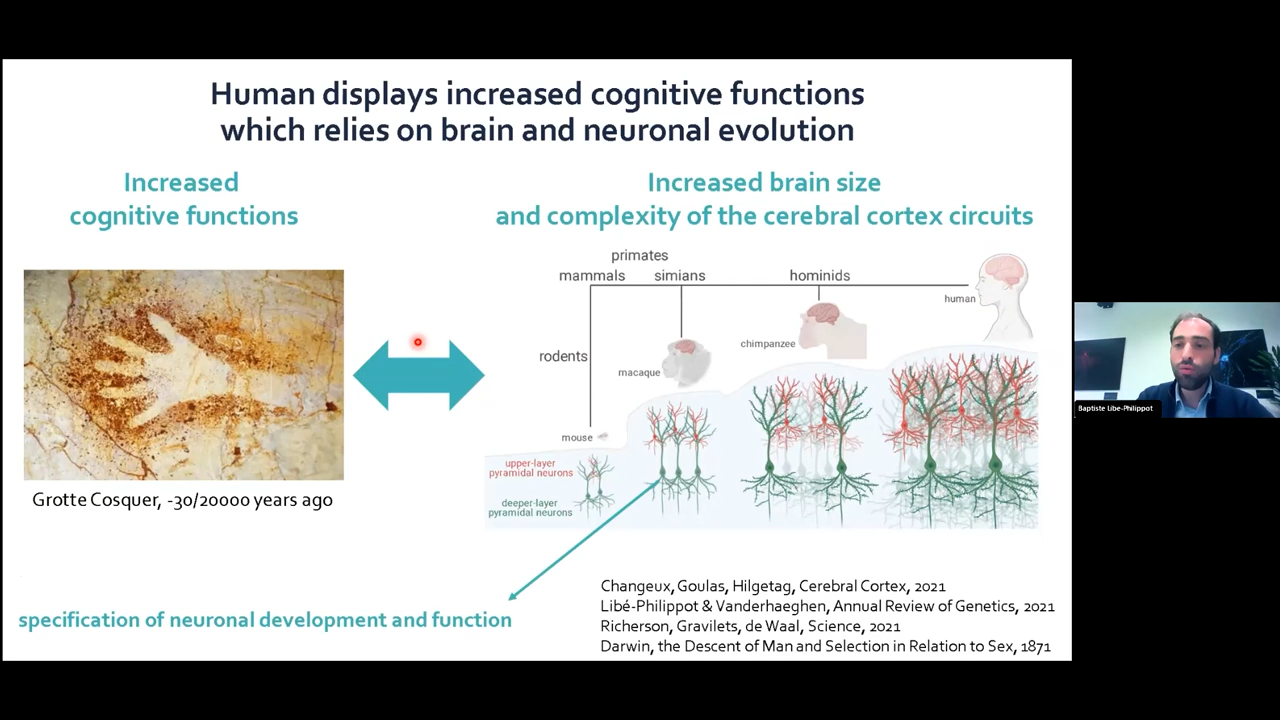 Human displays increased cognitive functions
which relies on brain and neuronal evolution
Increased
cognitive functions
Increased brain size
and complexity of the cerebral cortex circuits
primates
mammals simians hominids
human
chimpanzee
rodents
macaque
mouse
upper-layer
pyramidal neurons
deeper-layer
pyramidal neurons
Grotte Cosquer, -30/20000 years ago
specification of neuronal development and function
Changeux, Goulas, Hilgetag, Cerebral Cortex, 2021
Libé-Philippot & Vanderhaeghen, Annual Review of Genetics, 2021
Richerson, Gravilets, de Waal, Science, 2021
Darwin, the Descent of Man and Selection in Relation to Sex, 1871
Baptiste Libe-Philippot